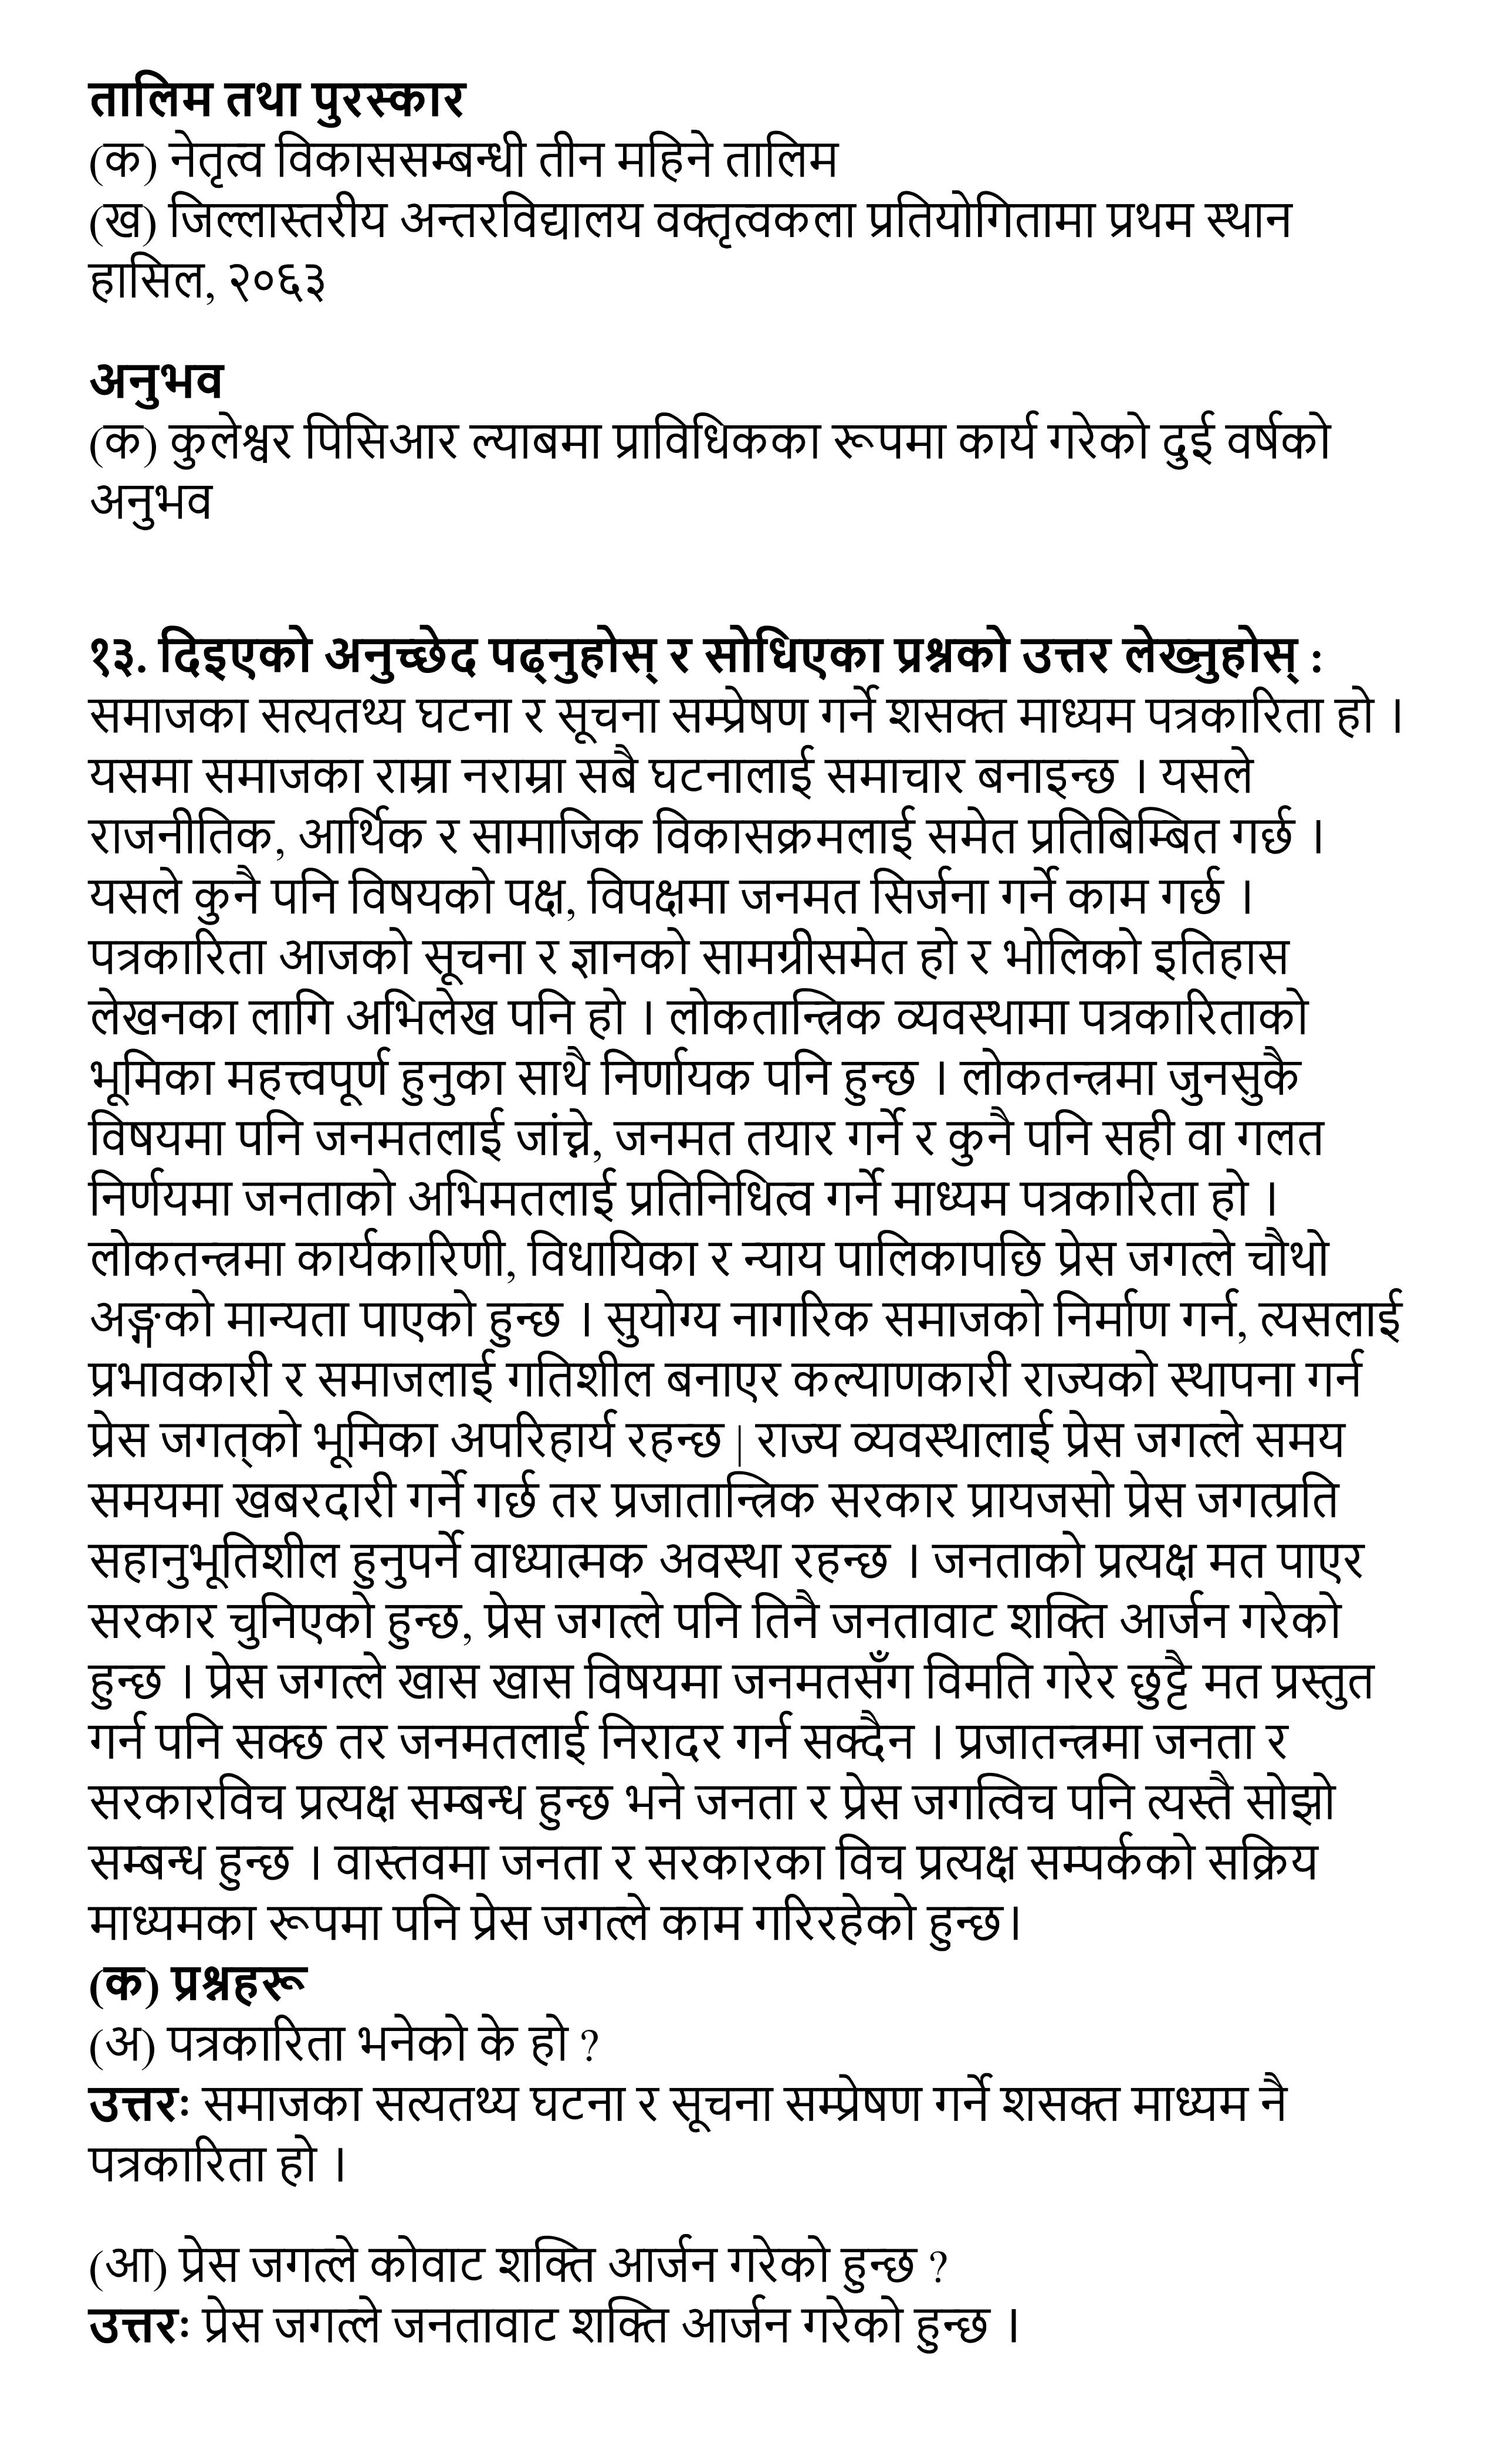 तालिम तथा पुरस्कार
(क) नेतृत्व विकाससम्बन्धी तीन महिने तालिम
(ख) जिल्लास्तरीय अन्तरविद्यालय वक्तृत्वकला प्रतियोगितामा प्रथम स्थान
हासिल, २०६३
अनुभव
(क) कुलेश्वर पिसिआर ल्याबमा प्राविधिकका रूपमा कार्य गरेको दुई वर्षको
अनुभव
१३. दिइएको अनुच्छेद पढ्नुहोस् र सोधिएका प्रश्नको उत्तर लेख्नुहोस् :
समाजका सत्यतथ्य घटना र सूचना सम्प्रेषण गर्ने शसक्त माध्यम पत्रकारिता हो ।
यसमा समाजका राम्रा नराम्रा सबै घटनालाई समाचार बनाइन्छ । यसले
राजनीतिक, आर्थिक र सामाजिक विकासक्रमलाई समेत प्रतिबिम्बित गर्छ ।
यसले कुनै पनि विषयको पक्ष, विपक्षमा जनमत सिर्जना गर्ने काम गर्छ ।
पत्रकारिता आजको सूचना र ज्ञानको सामग्रीसमेत हो र भोलिको इतिहास
लेखनका लागि अभिलेख पनि हो । लोकतान्त्रिक व्यवस्थामा पत्रकारिताको
भूमिका महत्त्वपूर्ण हुनुका साथै निर्णायक पनि हुन्छ । लोकतन्त्रमा जुनसुकै
विषयमा पनि जनमतलाई जांच्ने, जनमत तयार गर्ने र कुनै पनि सही वा गलत
निर्णयमा जनताको अभिमतलाई प्रतिनिधित्व गर्ने माध्यम पत्रकारिता हो ।
लोकतन्त्रमा कार्यकारिणी, विधायिका र न्याय पालिकापछि प्रेस जगत्ले चौथो
अङ्गको मान्यता पाएको हुन्छ । सुयोग्य नागरिक समाजको निर्माण गर्न, त्यसलाई
प्रभावकारी र समाजलाई गतिशील बनाएर कल्याणकारी राज्यको स्थापना गर्न
प्रेस जगत्‌को भूमिका अपरिहार्य रहन्छ | राज्य व्यवस्थालाई प्रेस जगत्ले समय
समयमा खबरदारी गर्ने गर्छ तर प्रजातान्त्रिक सरकार प्रायजसो प्रेस जगत्प्रति
सहानुभूतिशील हुनुपर्ने वाध्यात्मक अवस्था रहन्छ । जनताको प्रत्यक्ष मत पाएर
सरकार चुनिएको हुन्छ, प्रेस जगत्ले पनि तिनै जनतावाट शक्ति आर्जन गरेको
हुन्छ । प्रेस जगत्ले खास खास विषयमा जनमतसँग विमति गरेर छुट्टै मत प्रस्तुत
गर्न पनि सक्छ तर जनमतलाई निरादर गर्न सक्दैन । प्रजातन्त्रमा जनता र
सरकारविच प्रत्यक्ष सम्बन्ध हुन्छ भने जनता र प्रेस जगत्विच पनि त्यस्तै सोझो
सम्बन्ध हुन्छ । वास्तवमा जनता र सरकारका विच प्रत्यक्ष सम्पर्कको सक्रिय
माध्यमका रूपमा पनि प्रेस जगत्ले काम गरिरहेको हुन्छ।
(क) प्रश्नहरू
(अ) पत्रकारिता भनेको के हो ?
उत्तरः समाजका सत्यतथ्य घटना र सूचना सम्प्रेषण गर्ने शसक्त माध्यम नै
पत्रकारिता हो ।
(आ) प्रेस जगत्ले कोवाट शक्ति आर्जन गरेको हुन्छ ?
उत्तरः प्रेस जगत्ले जनतावाट शक्ति आर्जन गरेको हुन्छ ।